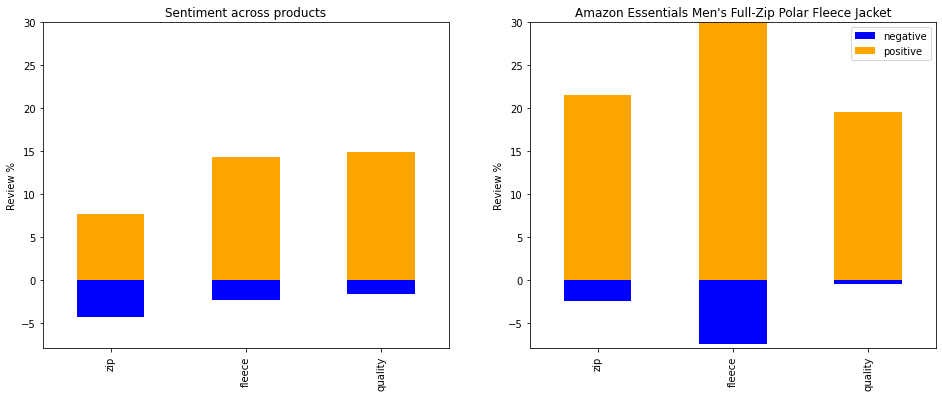 Sentiment across products
30
25
20
15
10
5
0
−5
Review %
zip
fleece
quality
Amazon Essentials Men's Full-Zip Polar Fleece Jacket
30
25
20
15
10
5
0
−5
Review %
zip
fleece
quality
negative
positive